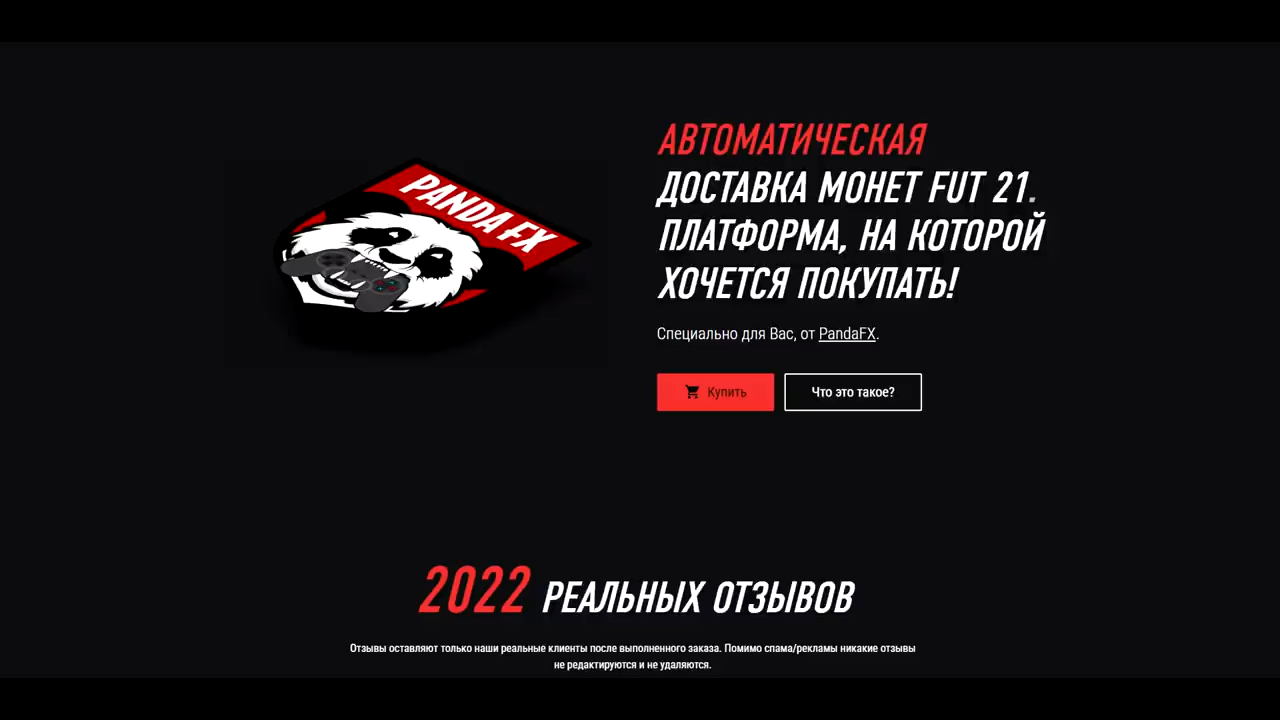 PANDA FX
АВТОМАТИЧЕСКАЯ
ДОСТАВКА МОНЕТ FUT 21.
ПЛАТФОРМА, НА КОТОРОЙ
ХОЧЕТСЯ ПОКУПАТЬ!
Специально для Вас, от PandaFX.
Купить
Что это такое?
2022 РЕАЛЬНЫХ ОТЗЫВОВ
Отзывы оставляют только наши реальные клиенты после выполненного заказа. Помимо спама/рекламы никакие отзывы
не редактируются и не удаляются.